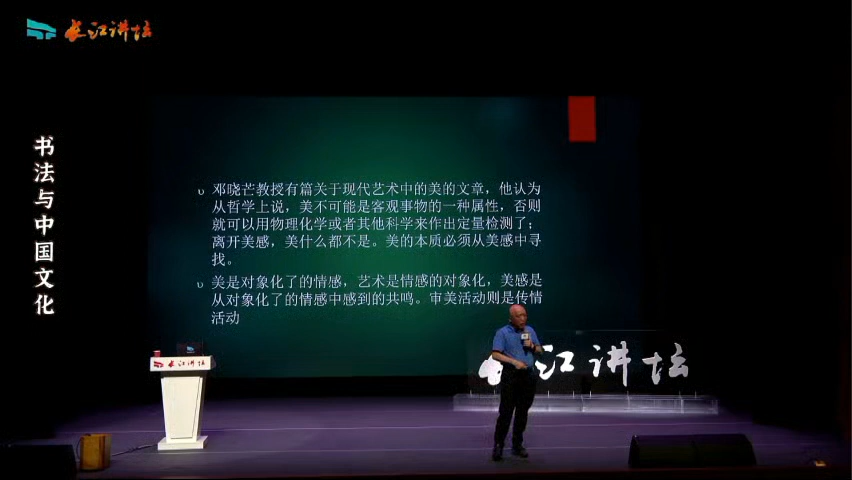 长江讲坛
书法与中国文化
υ 邓晓芒教授有篇关于现代艺术中的美的文章，他认为
从哲学上说，美不可能是客观事物的一种属性，否则
就可以用物理化学或者其他科学来作出定量检测了；
离开美感，美什么都不是。美的本质必须从美感中寻
找。
υ 美是对象化了的情感，艺术是情感的对象化，美感是
从对象化了的情感中感到的共鸣。审美活动则是传情
活动
长江讲坛
长江讲坛